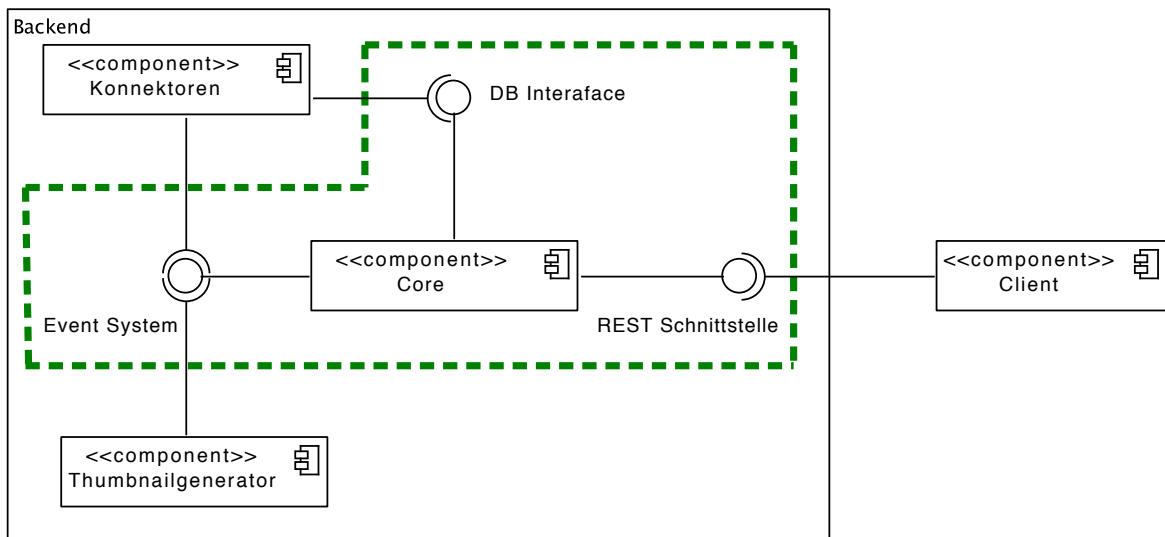 Backend
<<component>>
Konnektoren
DB Interaface
<<component>>
Core
<<component>>
Client
Event System
REST Schnittstelle
<<component>>
Thumbnailgenerator